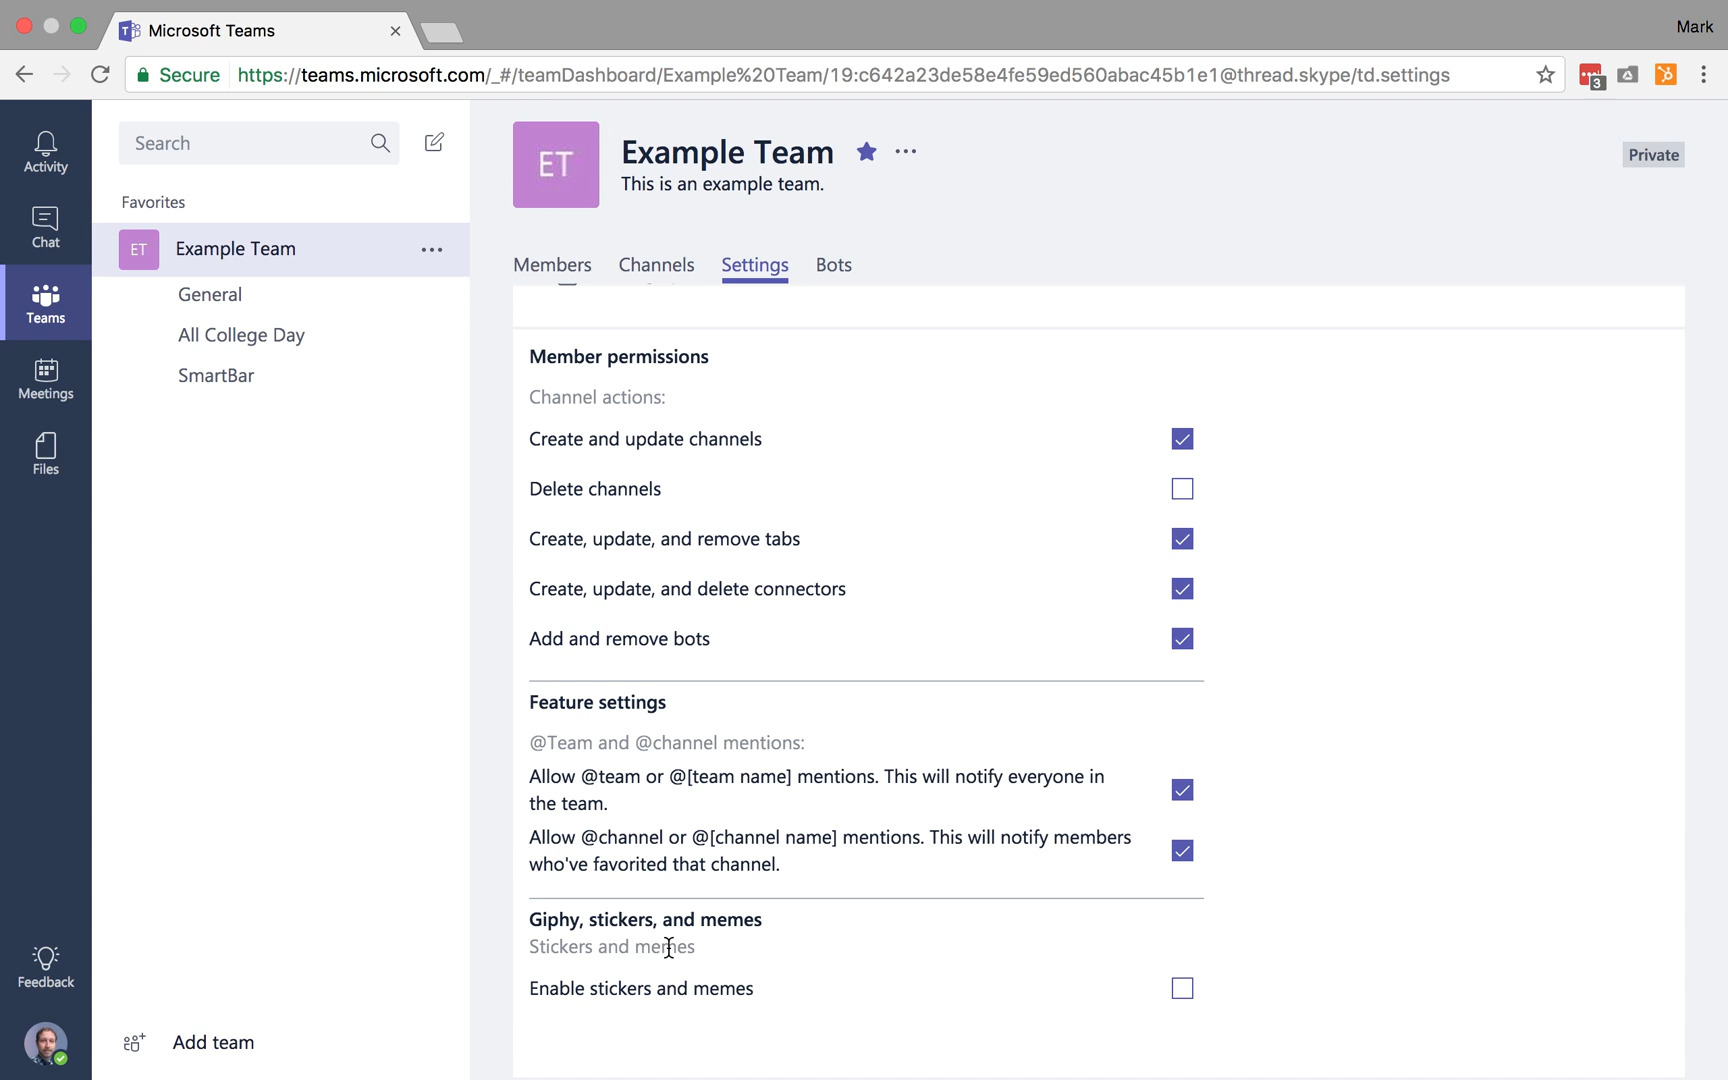 Microsoft Teams
Mark
Secure https://teams.microsoft.com/_#/teamDashboard/Example%20Team/19:c642a23de58e4fe59ed560abac45b1e1@thread.skype/td.settings
3
Activity
Chat
Teams
Meetings
Files
Feedback
Search
Favorites
ET Example Team
General
All College Day
SmartBar
Add team
ET
Example Team
This is an example team.
Private
Members Channels Settings Bots
Member permissions
Channel actions:
Create and update channels
Delete channels
Create, update, and remove tabs
Create, update, and delete connectors
Add and remove bots
Feature settings
@Team and @channel mentions:
Allow @team or @[team name] mentions. This will notify everyone in
the team.
Allow @channel or @[channel name] mentions. This will notify members
who've favorited that channel.
Giphy, stickers, and memes
Stickers and memes
Enable stickers and memes